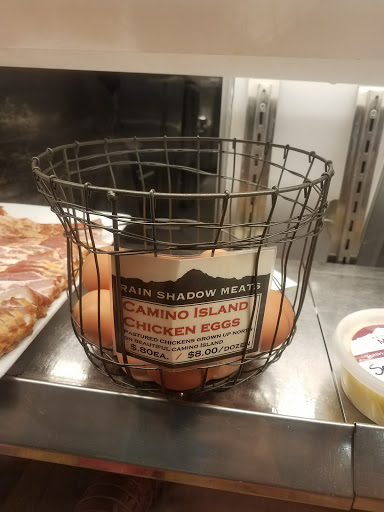 RAIN SHADOW MEATS
CAMINO ISLAND
CHICKEN EGGS
PASTURED CHICKENS GROWN UP NORTH
ON BEAUTIFUL CAMINO ISLAND
$.80EA. / $8.00/DOZEN